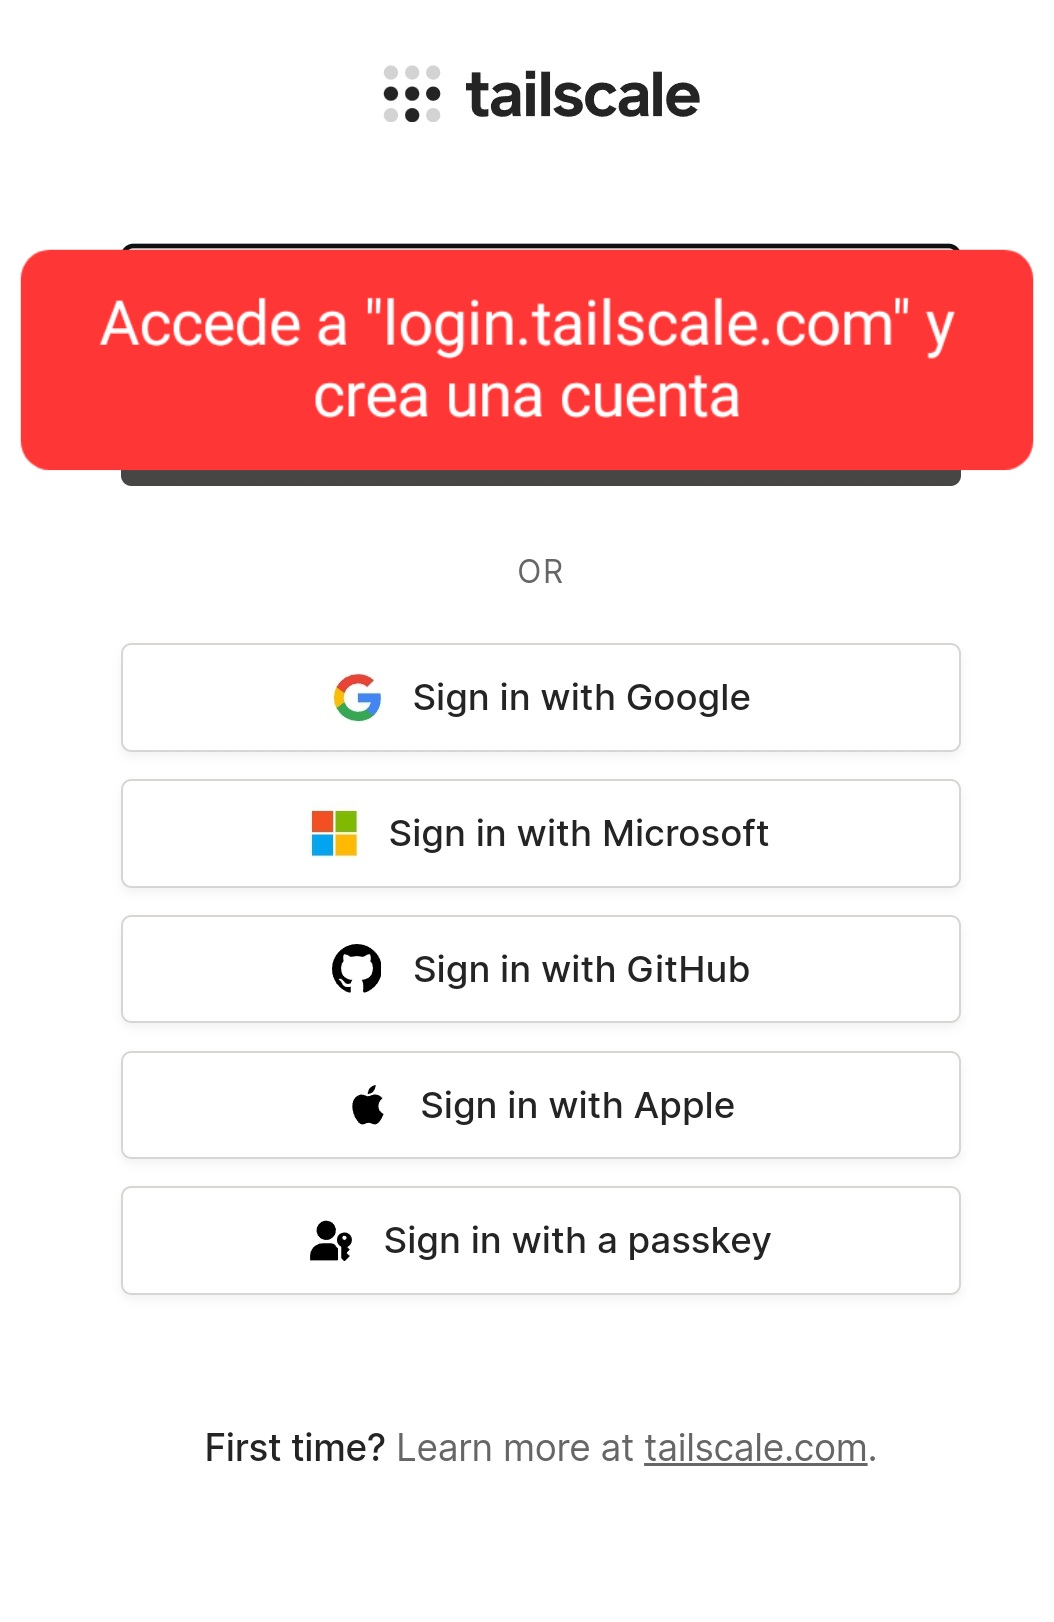 tailscale
Accede a "login.tailscale.com" y
crea una cuenta
OR
Sign in with Google
Sign in with Microsoft
Sign in with GitHub
Sign in with Apple
Sign in with a passkey
First time? Learn more at tailscale.com.